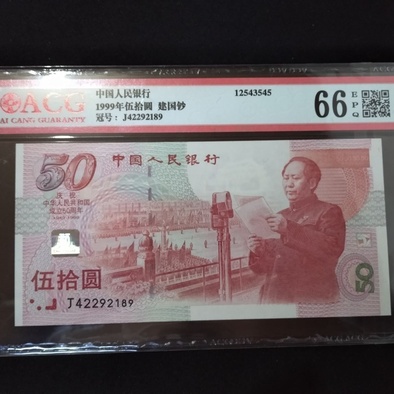 ACG
AI CANG GUARANTY
中国人民银行
1999年伍拾圆 建国钞
冠号: J42292189
12543545
66
EPQ
50
中国人民银行
庆祝
中华人民共和国
成立50周年
1949-1999
伍拾圆
J42292189
50